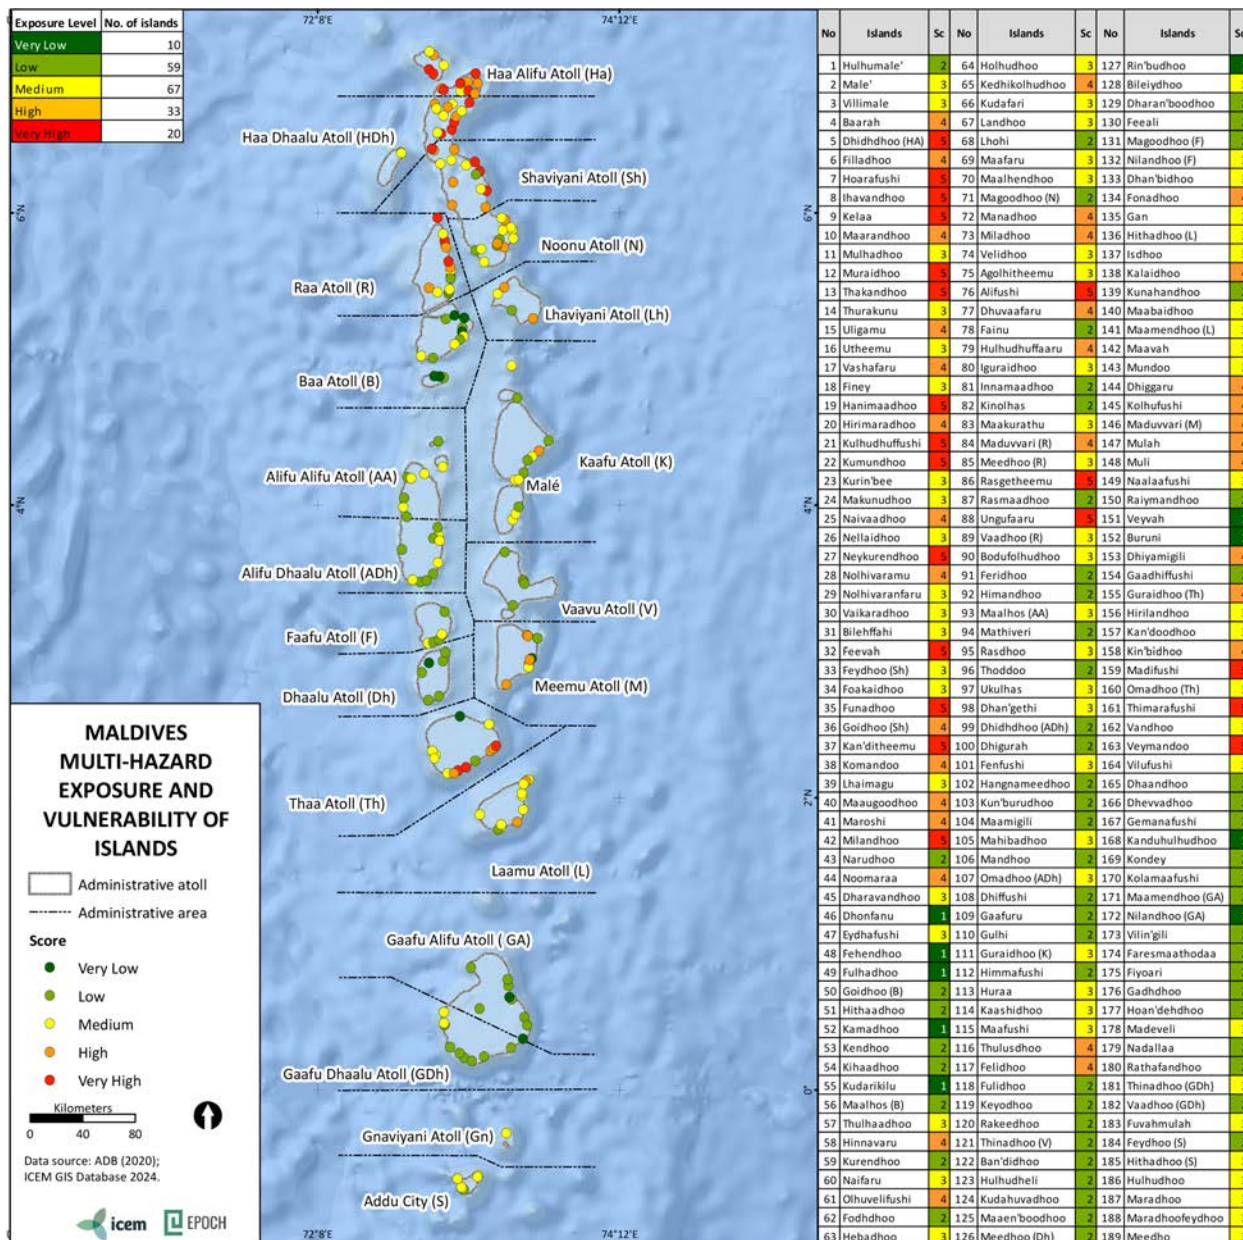 Exposure Level No. of islands
Very Low 10
Low 59
Medium 67
High 33
Very High 20
72°8'E
74°12'E
Haa Alifu Atoll (Ha)
Haa Dhaalu Atoll (HDh)
Shaviyani Atoll (Sh)
6°N
6°N
Noonu Atoll (N)
Raa Atoll (R)
Lhaviyani Atoll (Lh)
Baa Atoll (B)
Kaafu Atoll (K)
Alifu Alifu Atoll (AA)
Malé
4°N
4°N
Alifu Dhaalu Atoll (ADh)
Vaavu Atoll (V)
Faafu Atoll (F)
Meemu Atoll (M)
Dhaalu Atoll (Dh)
Thaa Atoll (Th)
2°N
Laamu Atoll (L)
Gaafu Alifu Atoll ( GA)
Gaafu Dhaalu Atoll (GDh)
0°
Gnaviyani Atoll (Gn)
Addu City (S)
72°8'E
74°12'E
MALDIVES
MULTI-HAZARD
EXPOSURE AND
VULNERABILITY OF
ISLANDS
Administrative atoll
Administrative area
Score
Very Low
Low
Medium
High
Very High
Kilometers
0 40 80
Data source: ADB (2020);
ICEM GIS Database 2024.
icem EPOCH
No Islands Sc No Islands Sc No Islands
1 Hulhumale' 2 64 Holhudhoo 3 127 Rin'budhoo
2 Male' 3 65 Kedhikolhudhoo 4 128 Bileiydhoo
3 Villimale 3 66 Kudafari 3 129 Dharan'boodhoo
4 Baarah 4 67 Landhoo 3 130 Feeali
5 Dhidhdhoo (HA) 5 68 Lhohi 2 131 Magoodhoo (F)
6 Filladhoo 4 69 Maafaru 3 132 Nilandhoo (F)
7 Hoarafushi 5 70 Maalhendhoo 3 133 Dhan'bidhoo
8 Ihavandhoo 5 71 Magoodhoo (N) 2 134 Fonadhoo
9 Kelaa 5 72 Manadhoo 4 135 Gan
10 Maarandhoo 4 73 Miladhoo 4 136 Hithadhoo (L)
11 Mulhadhoo 3 74 Velidhoo 3 137 Isdhoo
12 Muraidhoo 5 75 Agolhitheemu 3 138 Kalaidhoo
13 Thakandhoo 5 76 Alifushi 5 139 Kunahandhoo
14 Thurakunu 3 77 Dhuvaafaru 4 140 Maabaidhoo
15 Uligamu 4 78 Fainu 2 141 Maamendhoo (L)
16 Utheemu 3 79 Hulhudhuffaaru 4 142 Maavah
17 Vashafaru 4 80 Iguraidhoo 3 143 Mundoo
18 Finey 3 81 Innamaadhoo 2 144 Dhiggaru
19 Hanimaadhoo 5 82 Kinolhas 2 145 Kolhufushi
20 Hirimaradhoo 4 83 Maakurathu 3 146 Maduvvari (M)
21 Kulhudhuffushi 5 84 Maduvvari (R) 4 147 Mulah
22 Kumundhoo 5 85 Meedhoo (R) 3 148 Muli
23 Kurin'bee 3 86 Rasgetheemu 5 149 Naalaafushi
24 Makunudhoo 3 87 Rasmaadhoo 2 150 Raiymandhoo
25 Naivaadhoo 4 88 Ungufaaru 5 151 Veyvah
26 Nellaidhoo 3 89 Vaadhoo (R) 3 152 Buruni
27 Neykurendhoo 5 90 Bodufolhudhoo 3 153 Dhiyamigili
28 Nolhivaramu 4 91 Feridhoo 2 154 Gaadhiffushi
29 Nolhivaranfaru 3 92 Himandhoo 2 155 Guraidhoo (Th)
30 Vaikaradhoo 3 93 Maalhos (AA) 3 156 Hirilandhoo
31 Bilehffahi 3 94 Mathiveri 2 157 Kan'doodhoo
32 Feevah 5 95 Rasdhoo 3 158 Kin'bidhoo
33 Feydhoo (Sh) 3 96 Thoddoo 2 159 Madifushi
34 Foakaidhoo 3 97 Ukulhas 3 160 Omadhoo (Th)
35 Funadhoo 5 98 Dhan'gethi 3 161 Thimarafushi
36 Goidhoo (Sh) 4 99 Dhidhdhoo (ADh) 2 162 Vandhoo
37 Kan'ditheemu 5 100 Dhigurah 2 163 Veymandoo
38 Komandoo 4 101 Fenfushi 3 164 Vilufushi
39 Lhaimagu 3 102 Hangnameedhoo 2 165 Dhaandhoo
40 Maaugoodhoo 4 103 Kun'burudhoo 2 166 Dhevvadhoo
41 Maroshi 4 104 Maamigili 2 167 Gemanafushi
42 Milandhoo 5 105 Mahibadhoo 3 168 Kanduhulhudhoo
43 Narudhoo 2 106 Mandhoo 2 169 Kondey
44 Noomaraa 4 107 Omadhoo (ADh) 3 170 Kolamaafushi
45 Dharavandhoo 3 108 Dhiffushi 2 171 Maamendhoo (GA)
46 Dhonfanu 1 109 Gaafuru 2 172 Nilandhoo (GA)
47 Eydhafushi 3 110 Gulhi 2 173 Vilin'gili
48 Fehendhoo 1 111 Guraidhoo (K) 3 174 Faresmaathodaa
49 Fulhadhoo 1 112 Himmafushi 2 175 Fiyoari
50 Goidhoo (B) 2 113 Huraa 3 176 Gadhdhoo
51 Hithaadhoo 2 114 Kaashidhoo 3 177 Hoan'dehdhoo
52 Kamadhoo 1 115 Maafushi 3 178 Madeveli
53 Kendhoo 2 116 Thulusdhoo 4 179 Nadallaa
54 Kihaadhoo 2 117 Felidhoo 4 180 Rathafandhoo
55 Kudarikilu 1 118 Fulidhoo 2 181 Thinadhoo (GDh)
56 Maalhos (B) 2 119 Keyodhoo 2 182 Vaadhoo (GDh)
57 Thulhaadhoo 3 120 Rakeedhoo 2 183 Fuvahmulah
58 Hinnavaru 4 121 Thinadhoo (V) 2 184 Feydhoo (S)
59 Kurendhoo 2 122 Ban'didhoo 2 185 Hithadhoo (S)
60 Naifaru 3 123 Hulhudheli 2 186 Hulhudhoo
61 Olhuvelifushi 4 124 Kudahuvadhoo 2 187 Maradhoo
62 Fodhdhoo 2 125 Maaen'boodhoo 2 188 Maradhoofeydhoo
63 Hebadhoo 3 126 Meedhoo (Dh) 2 189 Meedho